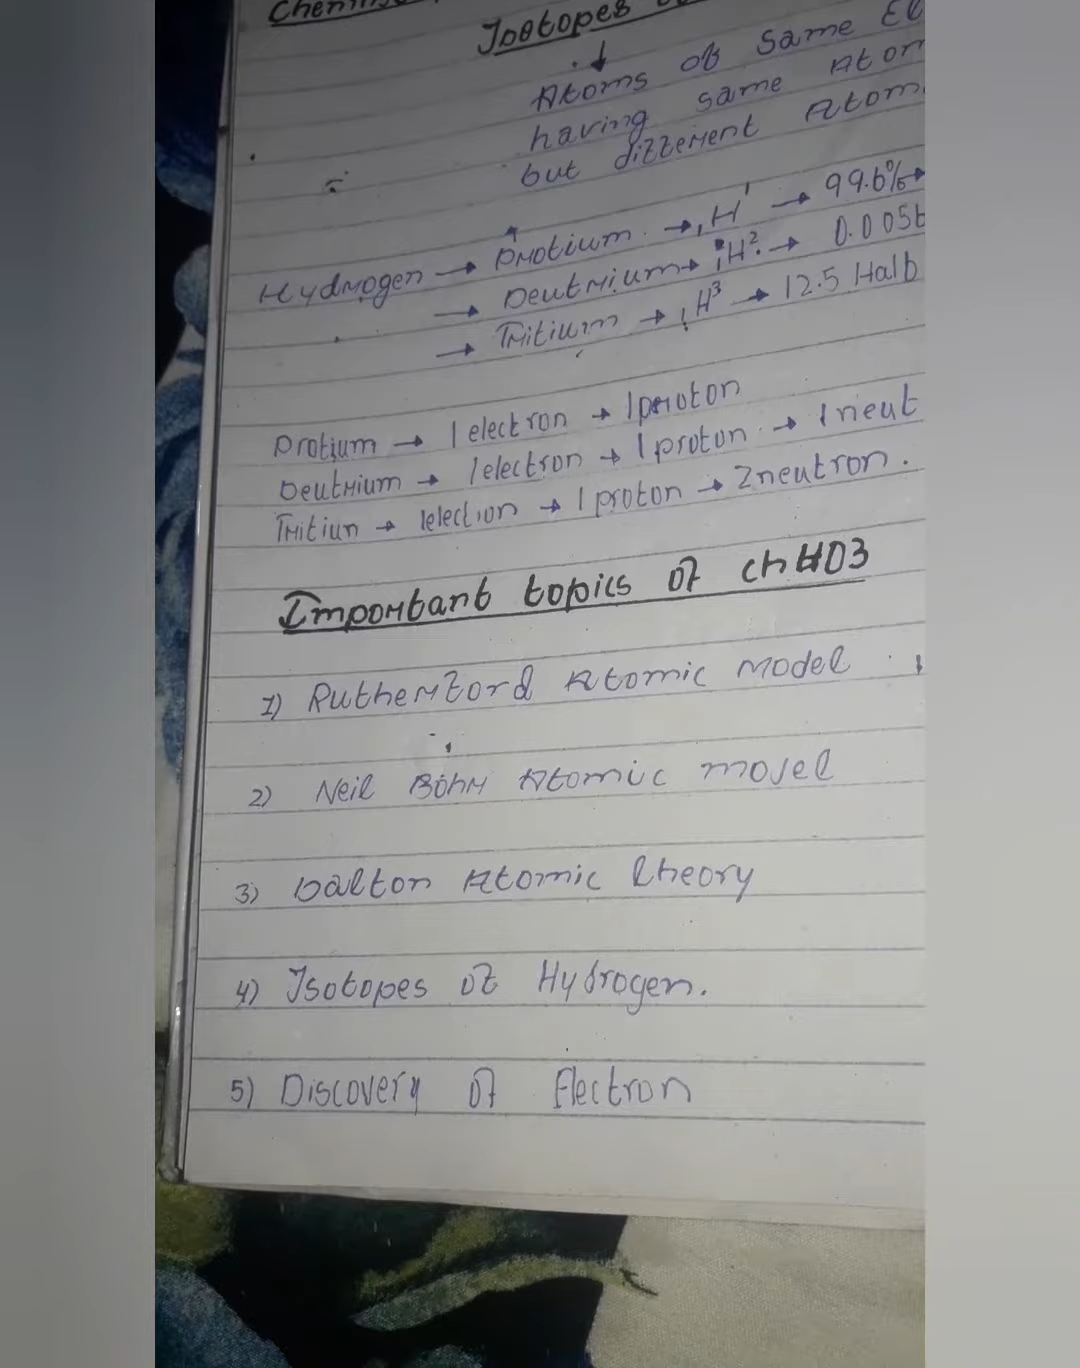 Isotopes
Atoms of same El
having same Atom
but different Atom
Hydrogen → Protium → ₁H¹ → 99.6%→
→ Deutrium → ₁H² → 0.005t
→ Tritium → ₁H³ → 12.5 Half
Protium → 1 electron → 1 proton
Deutrium → 1 electron → 1 proton → 1 neut
Tritiun → 1 electron → 1 proton → 2 neutron.
Important topics of ch#03
1) Rutherford Atomic Model
2) Neil Bohr Atomic model
3) Dalton Atomic theory
4) Isotopes of Hydrogen.
5) Discovery of Electron